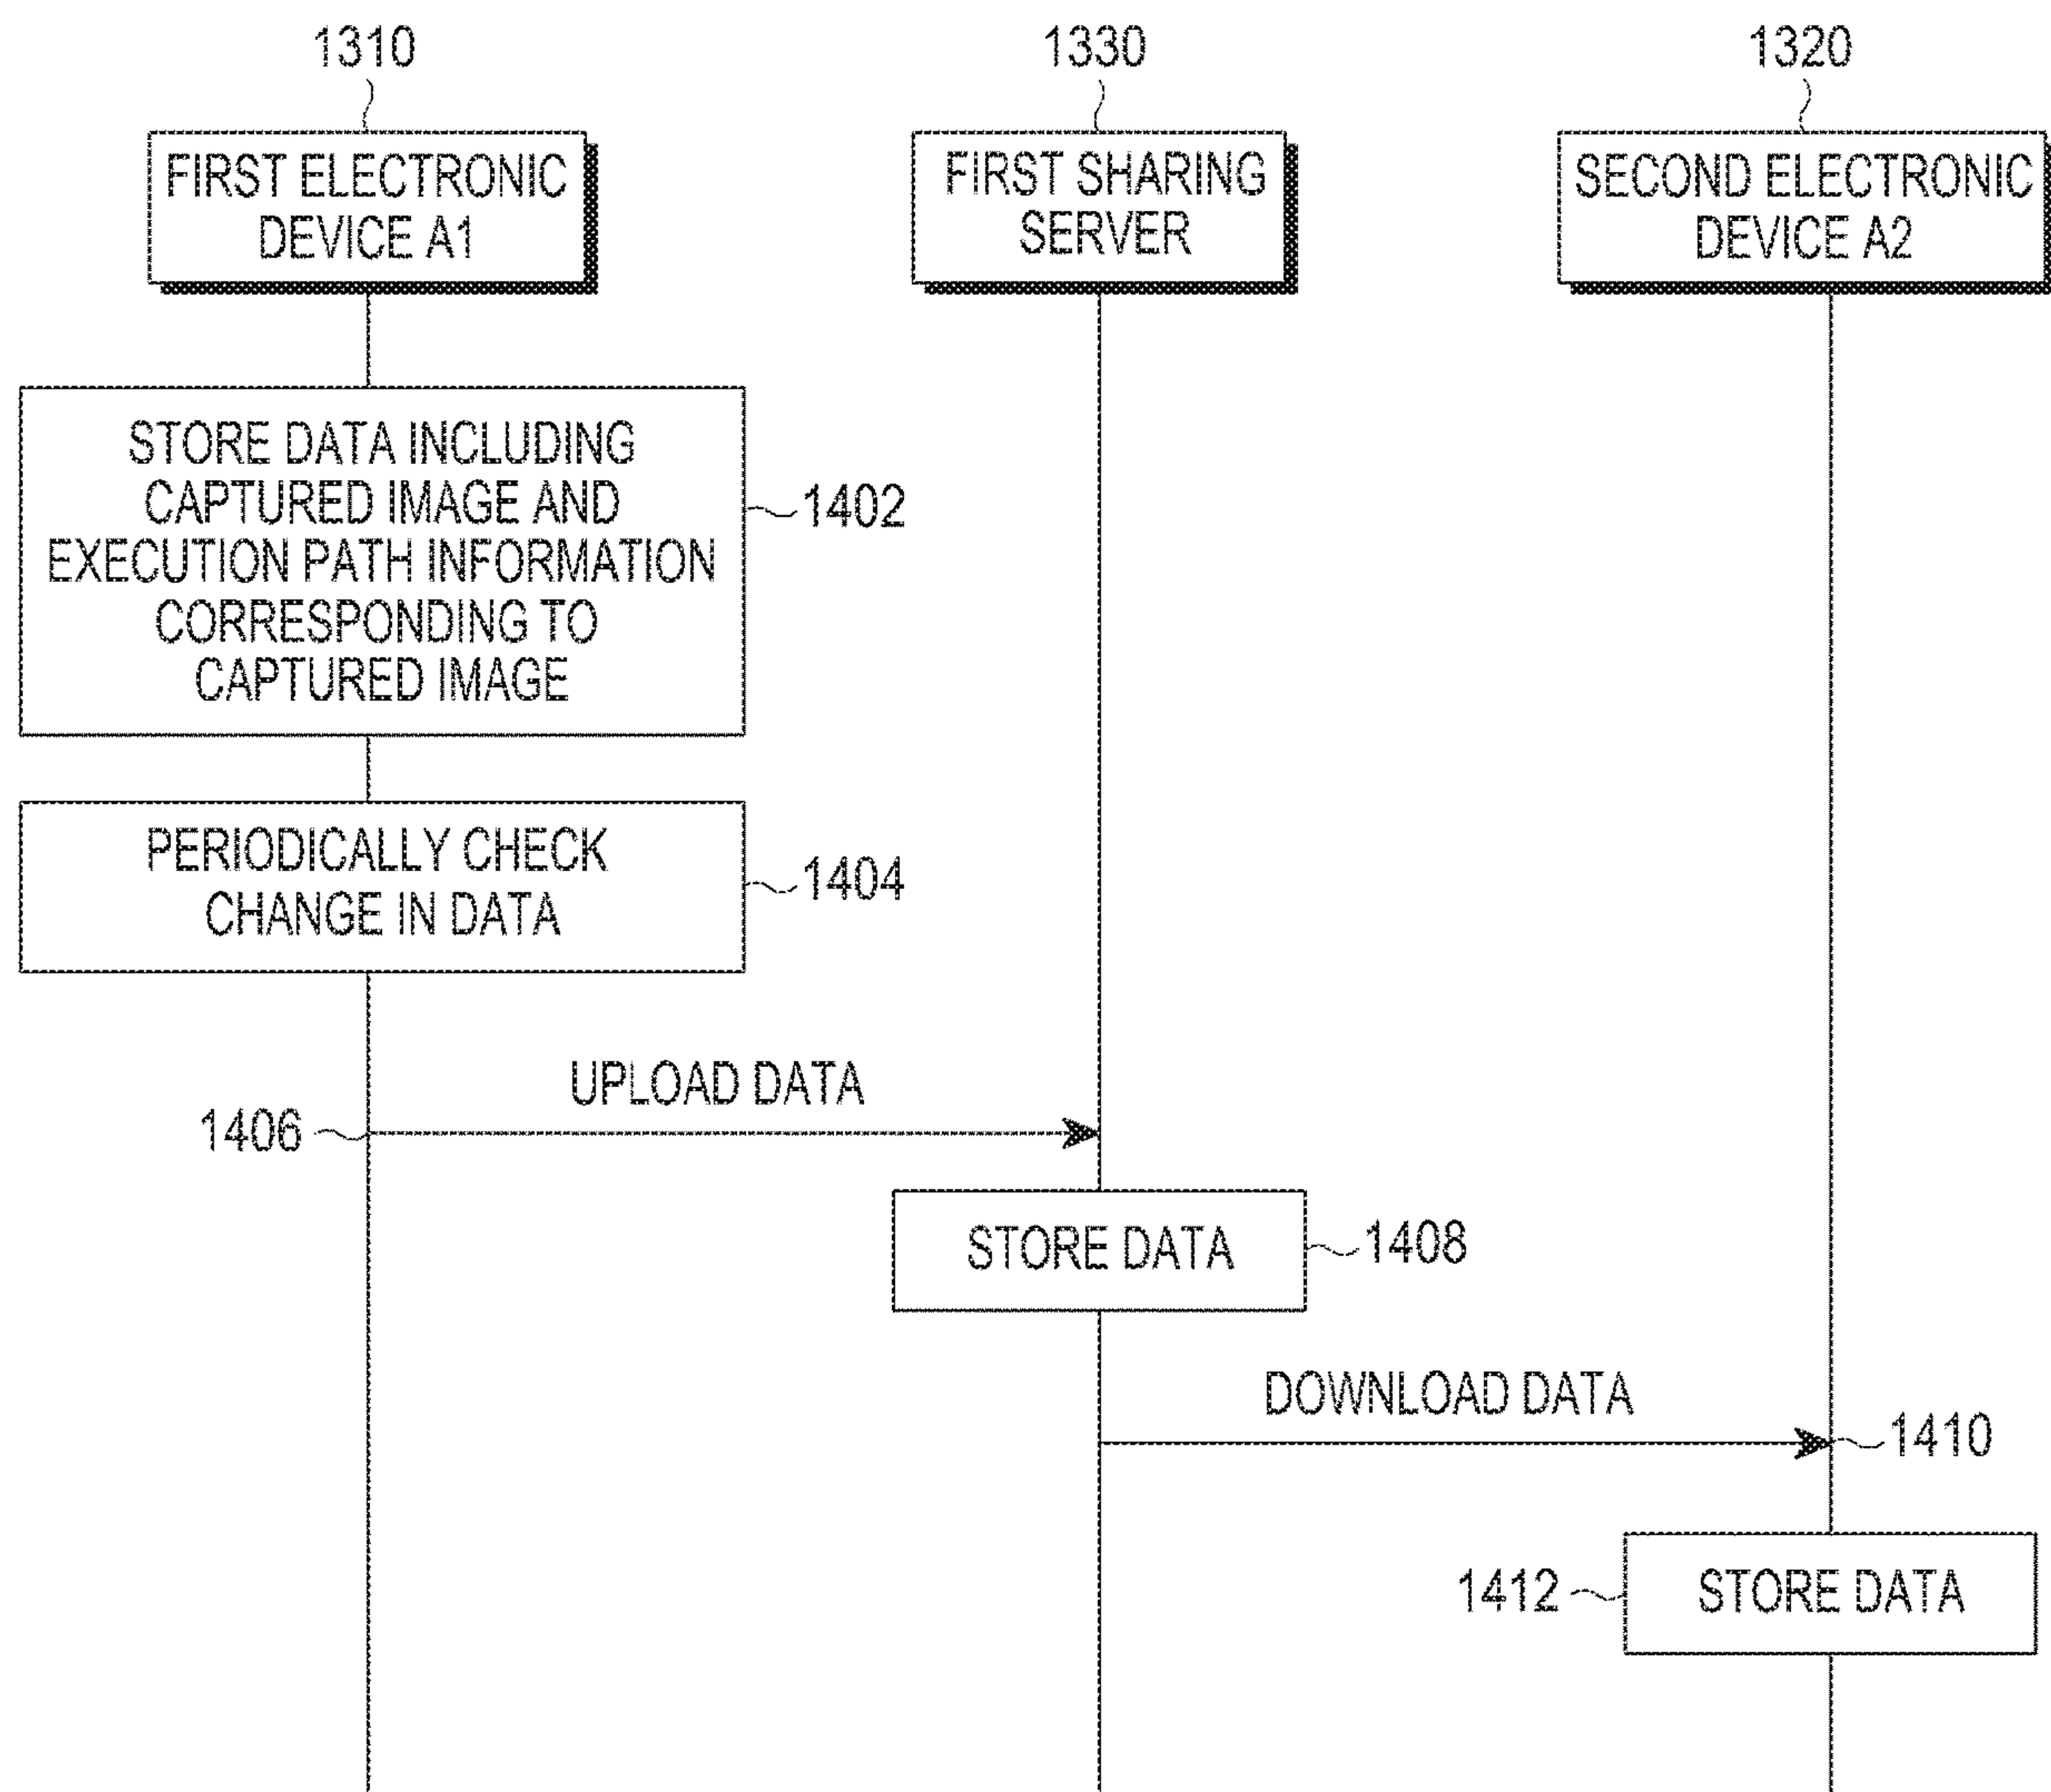 1310
1330
1320
FIRST ELECTRONIC
DEVICE A1
FIRST SHARING
SERVER
SECOND ELECTRONIC
DEVICE A2
STORE DATA INCLUDING
CAPTURED IMAGE AND
EXECUTION PATH INFORMATION
CORRESPONDING TO
CAPTURED IMAGE
1402
PERIODICALLY CHECK
CHANGE IN DATA
1404
UPLOAD DATA
1406
STORE DATA
1408
DOWNLOAD DATA
1410
1412
STORE DATA